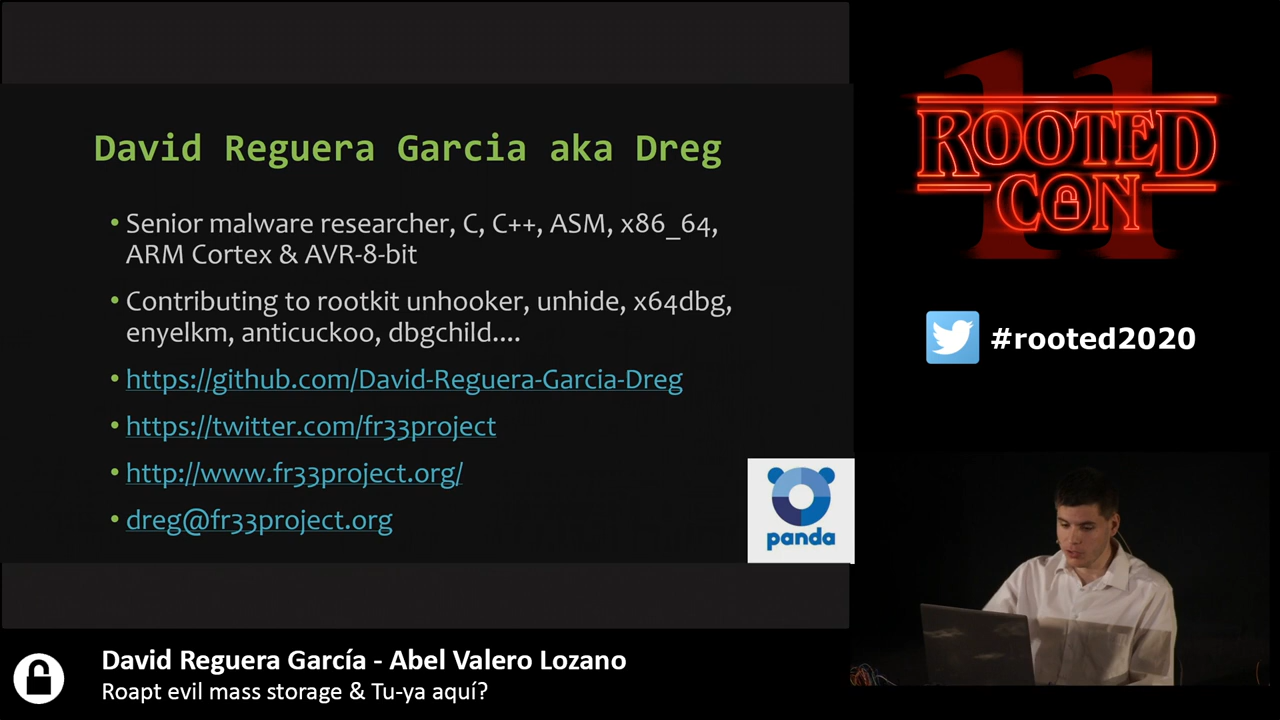 David Reguera Garcia aka Dreg
• Senior malware researcher, C, C++, ASM, x86_64,
ARM Cortex & AVR-8-bit
• Contributing to rootkit unhooker, unhide, x64dbg,
enyelkm, anticuckoo, dbgchild....
• https://github.com/David-Reguera-Garcia-Dreg
• https://twitter.com/fr33project
• http://www.fr33project.org/
• dreg@fr33project.org
panda
11
ROOTED
CON
#rooted2020
David Reguera García - Abel Valero Lozano
Roapt evil mass storage & Tu-ya aquí?